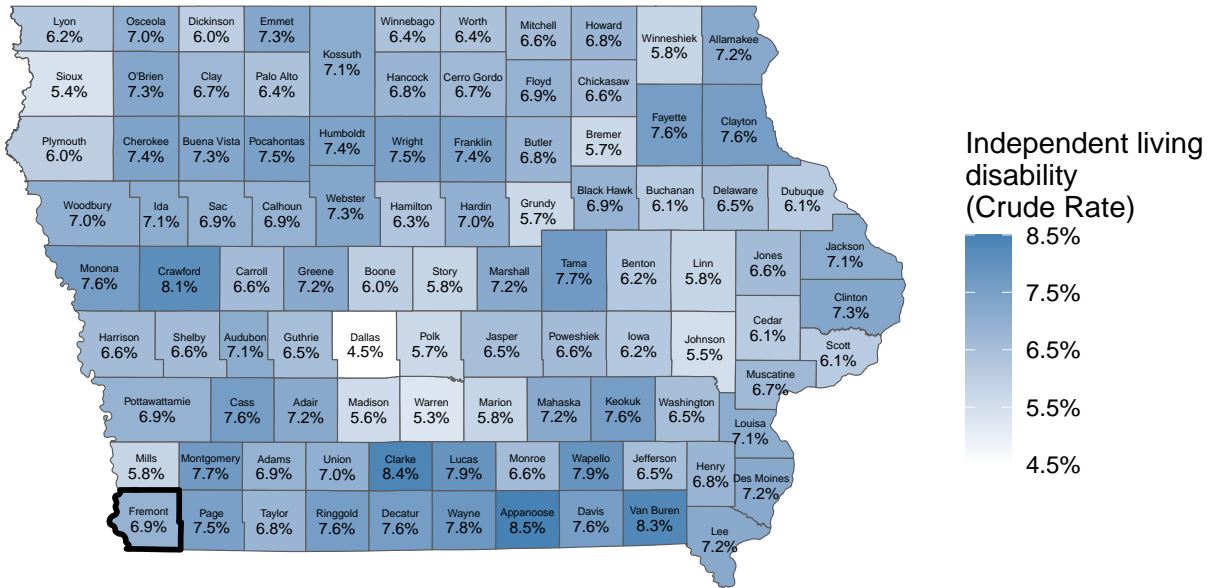 Lyon
6.2%
Osceola
7.0%
Dickinson
6.0%
Emmet
7.3%
Kossuth
7.1%
Winnebago
6.4%
Worth
6.4%
Mitchell
6.6%
Howard
6.8%
Winneshiek
5.8%
Allamakee
7.2%
Sioux
5.4%
O'Brien
7.3%
Clay
6.7%
Palo Alto
6.4%
Hancock
6.8%
Cerro Gordo
6.7%
Floyd
6.9%
Chickasaw
6.6%
Fayette
7.6%
Clayton
7.6%
Plymouth
6.0%
Cherokee
7.4%
Buena Vista
7.3%
Pocahontas
7.5%
Humboldt
7.4%
Wright
7.5%
Franklin
7.4%
Butler
6.8%
Bremer
5.7%
Woodbury
7.0%
Ida
7.1%
Sac
6.9%
Calhoun
6.9%
Webster
7.3%
Hamilton
6.3%
Hardin
7.0%
Grundy
5.7%
Black Hawk
6.9%
Buchanan
6.1%
Delaware
6.5%
Dubuque
6.1%
Monona
7.6%
Crawford
8.1%
Carroll
6.6%
Greene
7.2%
Boone
6.0%
Story
5.8%
Marshall
7.2%
Tama
7.7%
Benton
6.2%
Linn
5.8%
Jones
6.6%
Jackson
7.1%
Clinton
7.3%
Harrison
6.6%
Shelby
6.6%
Audubon
7.1%
Guthrie
6.5%
Dallas
4.5%
Polk
5.7%
Jasper
6.5%
Poweshiek
6.6%
Iowa
6.2%
Johnson
5.5%
Cedar
6.1%
Scott
6.1%
Muscatine
6.7%
Pottawattamie
6.9%
Cass
7.6%
Adair
7.2%
Madison
5.6%
Warren
5.3%
Marion
5.8%
Mahaska
7.2%
Keokuk
7.6%
Washington
6.5%
Louisa
7.1%
Mills
5.8%
Montgomery
7.7%
Adams
6.9%
Union
7.0%
Clarke
8.4%
Lucas
7.9%
Monroe
6.6%
Wapello
7.9%
Jefferson
6.5%
Henry
6.8%
Des Moines
7.2%
Fremont
6.9%
Page
7.5%
Taylor
6.8%
Ringgold
7.6%
Decatur
7.6%
Wayne
7.8%
Appanoose
8.5%
Davis
7.6%
Van Buren
8.3%
Lee
7.2%
Independent living
disability
(Crude Rate)
8.5%
7.5%
6.5%
5.5%
4.5%